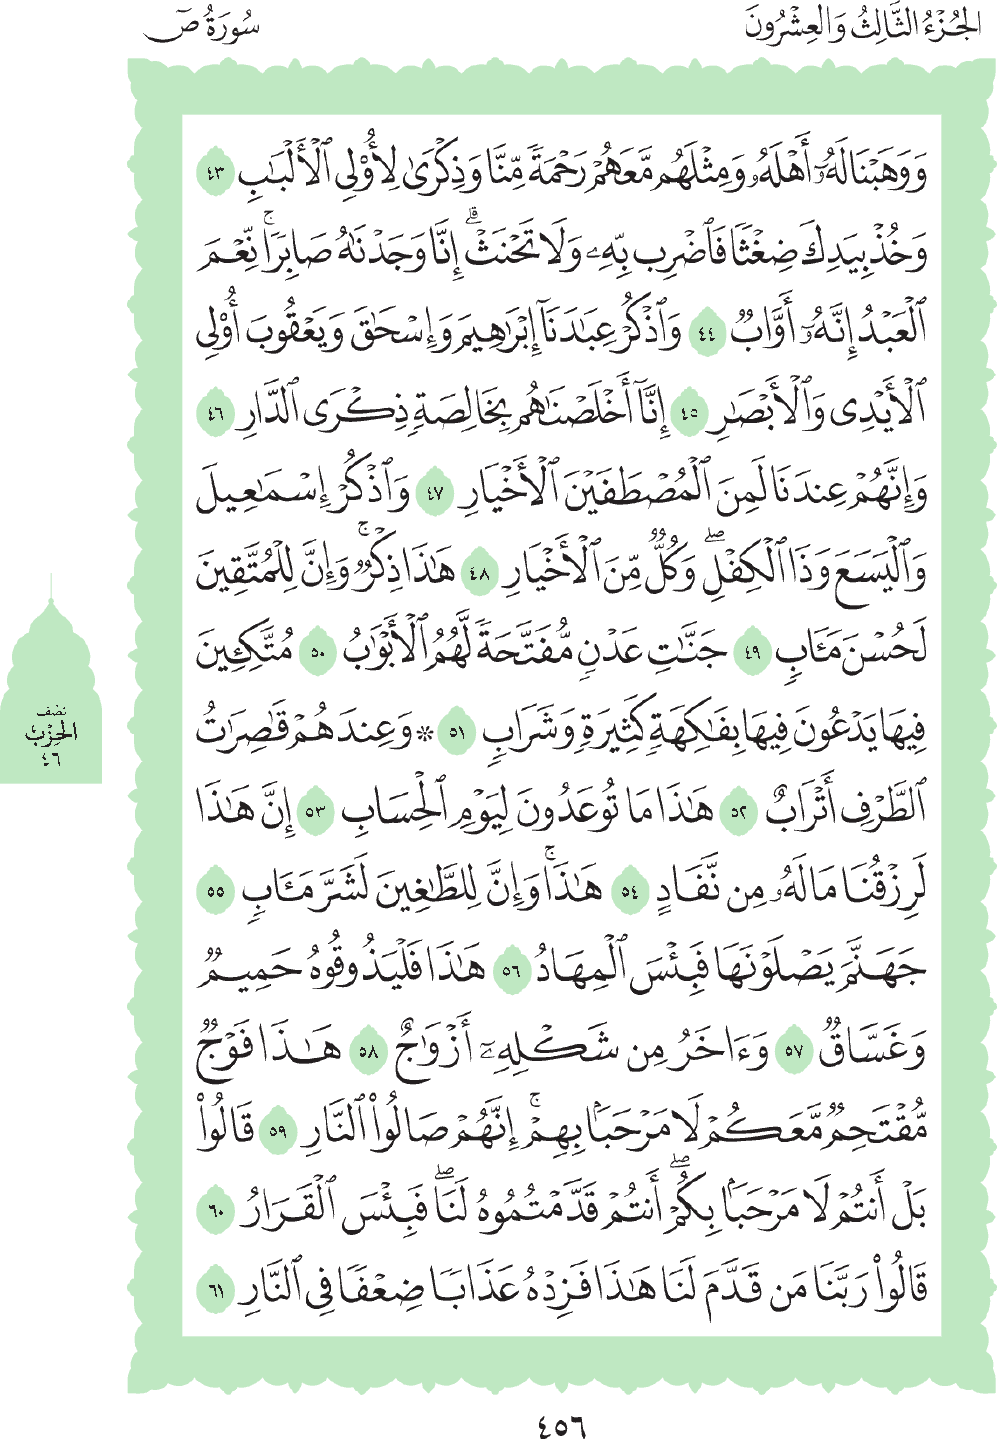 الجُزْءُ الثَّالِثُ وَالعِشْرُونَ
سُورَةُ صٓ
وَوَهَبْنَا لَهُۥٓ أَهْلَهُۥ وَمِثْلَهُم مَّعَهُمْ رَحْمَةً مِّنَّا وَذِكْرَىٰ لِأُوْلِي ٱلْأَلْبَٰبِ ٤٣
وَخُذْ بِيَدِكَ ضِغْثًا فَٱضْرِب بِّهِۦ وَلَا تَحْنَثْۗ إِنَّا وَجَدْنَٰهُ صَابِرًاۚ نِّعْمَ
ٱلْعَبْدُ إِنَّهُۥٓ أَوَّابٌ ٤٤ وَٱذْكُرْ عِبَٰدَنَآ إِبْرَٰهِيمَ وَإِسْحَٰقَ وَيَعْقُوبَ أُوْلِي
ٱلْأَيْدِي وَٱلْأَبْصَٰرِ ٤٥ إِنَّآ أَخْلَصْنَٰهُم بِخَالِصَةٍ ذِكْرَى ٱلدَّارِ ٤٦
وَإِنَّهُمْ عِندَنَا لَمِنَ ٱلْمُصْطَفَيْنَ ٱلْأَخْيَارِ ٤٧ وَٱذْكُرْ إِسْمَٰعِيلَ
وَٱلْيَسَعَ وَذَا ٱلْكِفْلِۖ وَكُلٌّ مِّنَ ٱلْأَخْيَارِ ٤٨ هَٰذَا ذِكْرٌۚ وَإِنَّ لِلْمُتَّقِينَ
لَحُسْنَ مَـَٔابٍ ٤٩ جَنَّٰتِ عَدْنٍ مُّفَتَّحَةً لَّهُمُ ٱلْأَبْوَٰبُ ٥٠ مُتَّكِـِٔينَ
فِيهَا يَدْعُونَ فِيهَا بِفَٰكِهَةٍ كَثِيرَةٍ وَشَرَابٍ ٥١ ۞ وَعِندَهُمْ قَٰصِرَٰتُ
ٱلطَّرْفِ أَتْرَابٌ ٥٢ هَٰذَا مَا تُوعَدُونَ لِيَوْمِ ٱلْحِسَابِ ٥٣ إِنَّ هَٰذَا
لَرِزْقُنَا مَا لَهُۥ مِن نَّفَادٍ ٥٤ هَٰذَاۚ وَإِنَّ لِلطَّٰغِينَ لَشَرَّ مَـَٔابٍ ٥٥
جَهَنَّمَ يَصْلَوْنَهَا فَبِئْسَ ٱلْمِهَادُ ٥٦ هَٰذَا فَلْيَذُوقُوهُ حَمِيمٌ
وَغَسَّاقٌ ٥٧ وَءَاخَرُ مِن شَكْلِهِۦٓ أَزْوَٰجٌ ٥٨ هَٰذَا فَوْجٌ
مُّقْتَحِمٌ مَّعَكُمْ لَا مَرْحَبًۢا بِهِمْۚ إِنَّهُمْ صَالُواْ ٱلنَّارِ ٥٩ قَالُواْ
بَلْ أَنتُمْ لَا مَرْحَبًۢا بِكُمْۖ أَنتُمْ قَدَّمْتُمُوهُ لَنَاۖ فَبِئْسَ ٱلْقَرَارُ ٦٠
قَالُواْ رَبَّنَا مَن قَدَّمَ لَنَا هَٰذَا فَزِدْهُ عَذَابًا ضِعْفًا فِي ٱلنَّارِ ٦١
نصف
الحِزْب
٤٦
٤٥٦